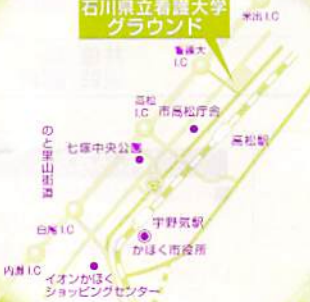 石川県立看護大学
グラウンド
米出I.C
看護大
I.C
高松
I.C
市高松庁舎
高松駅
七塚中央公園
のと里山街道
白尾I.C
宇野気駅
かほく市役所
内灘I.C
イオンかほく
ショッピングセンター